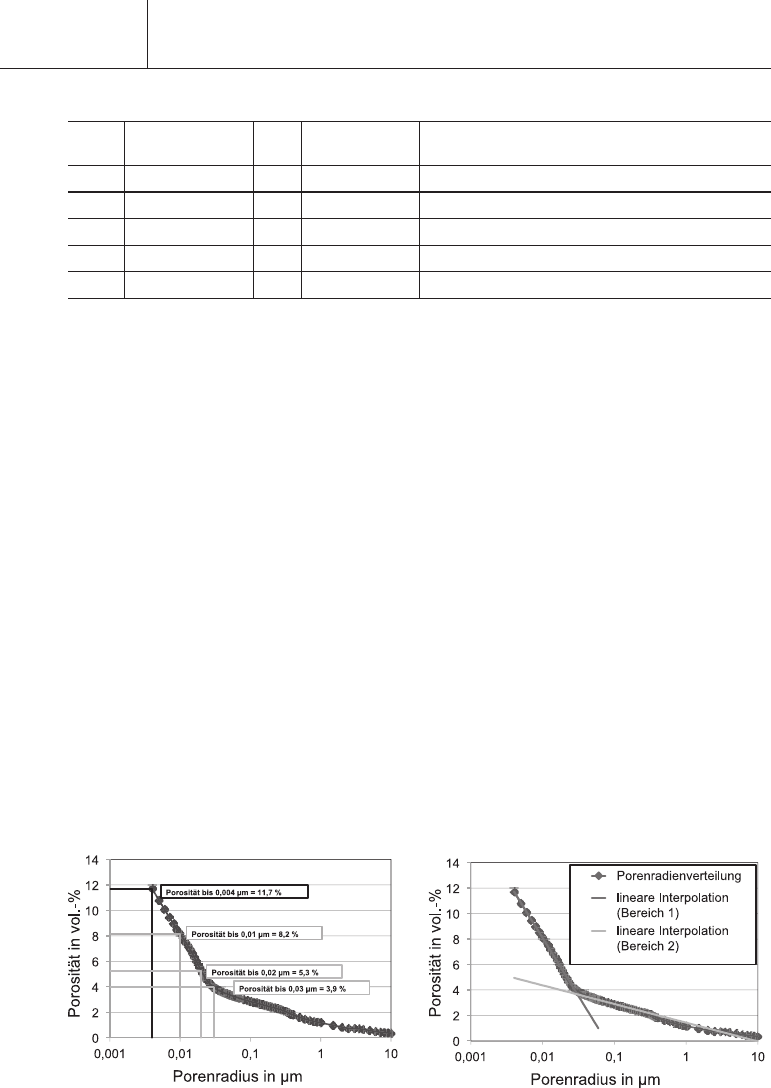 14
12
10
8
6
4
2
0
Porosität in vol.-%
Porosität bis 0,004 µm = 11,7 %
Porosität bis 0,01 µm = 8,2 %
Porosität bis 0,02 µm = 5,3 %
Porosität bis 0,03 µm = 3,9 %
0,001 0,01 0,1 1 10
Porenradius in µm
14
12
10
8
6
4
2
0
Porosität in vol.-%
Porenradienverteilung
lineare Interpolation
(Bereich 1)
lineare Interpolation
(Bereich 2)
0,001 0,01 0,1 1 10
Porenradius in µm